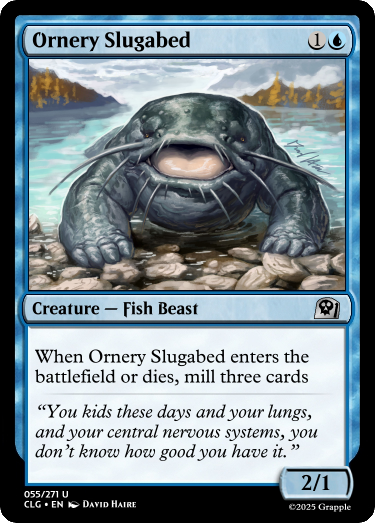 Ornery Slugabed 1
Creature — Fish Beast
When Ornery Slugabed enters the
battlefield or dies, mill three cards
“You kids these days and your lungs,
and your central nervous systems, you
don’t know how good you have it.”
2/1
055/271 U
CLG • EN David Haire
©2025 Grapple